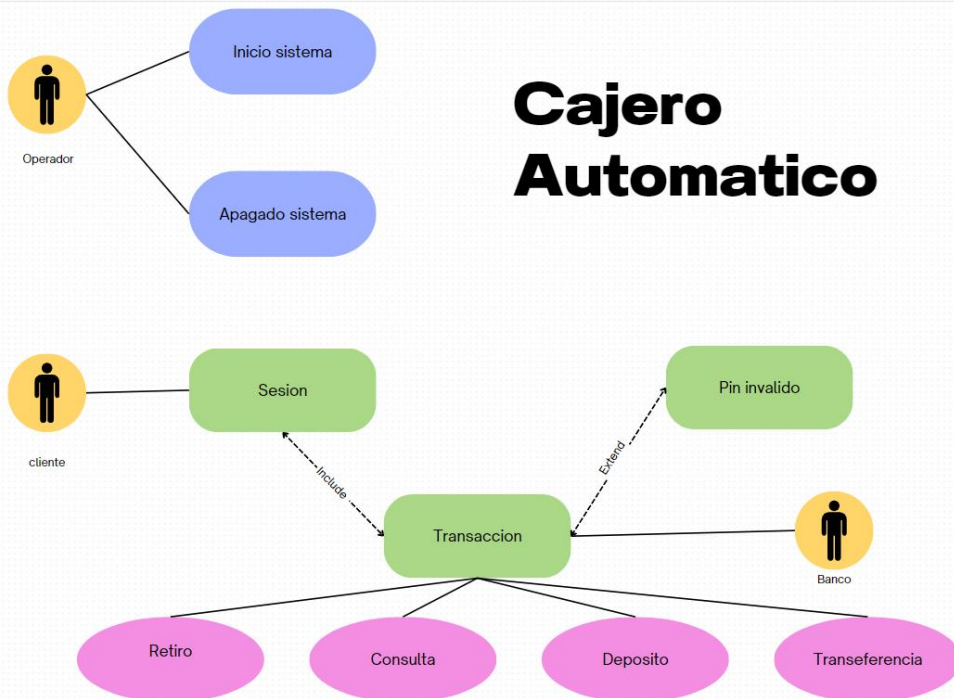 Cajero
Automatico
Inicio sistema
Operador
Apagado sistema
Sesion
Pin invalido
cliente
Include
Extend
Transaccion
Banco
Retiro
Consulta
Deposito
Transeferencia